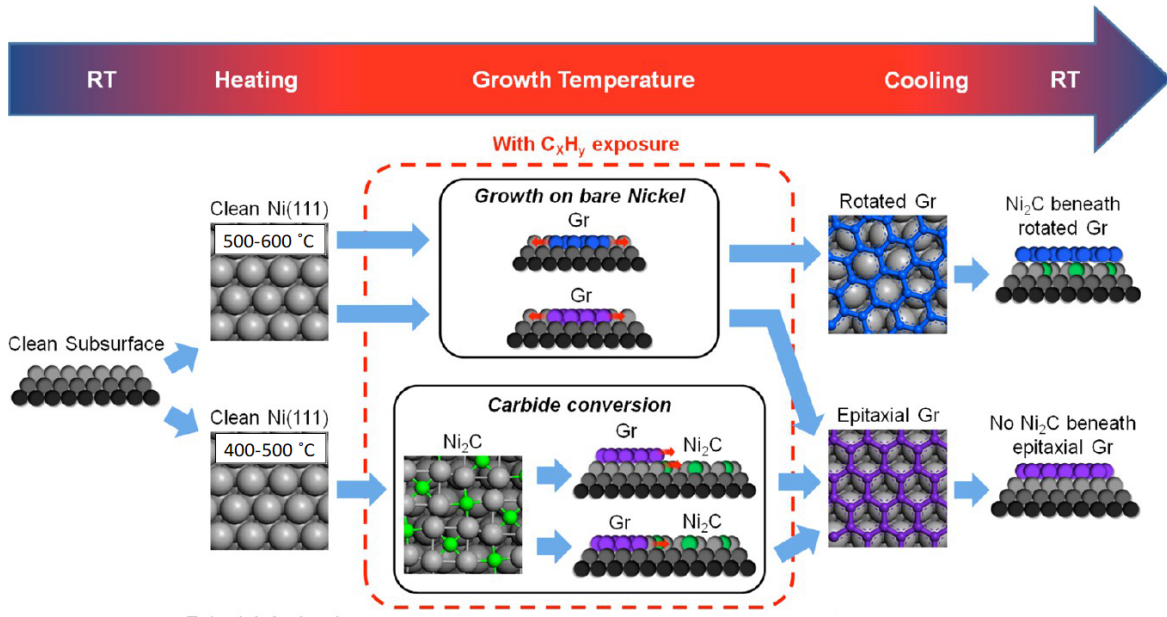 RT Heating Growth Temperature Cooling RT
With CXHy exposure
Growth on bare Nickel
Gr
Gr
Clean Ni(111)
500-600 ˚C
Rotated Gr
Ni2C beneath
rotated Gr
Clean Subsurface
Clean Ni(111)
400-500 ˚C
Carbide conversion
Ni2C
Gr
Ni2C
Gr
Ni2C
Epitaxial Gr
No Ni2C beneath
epitaxial Gr